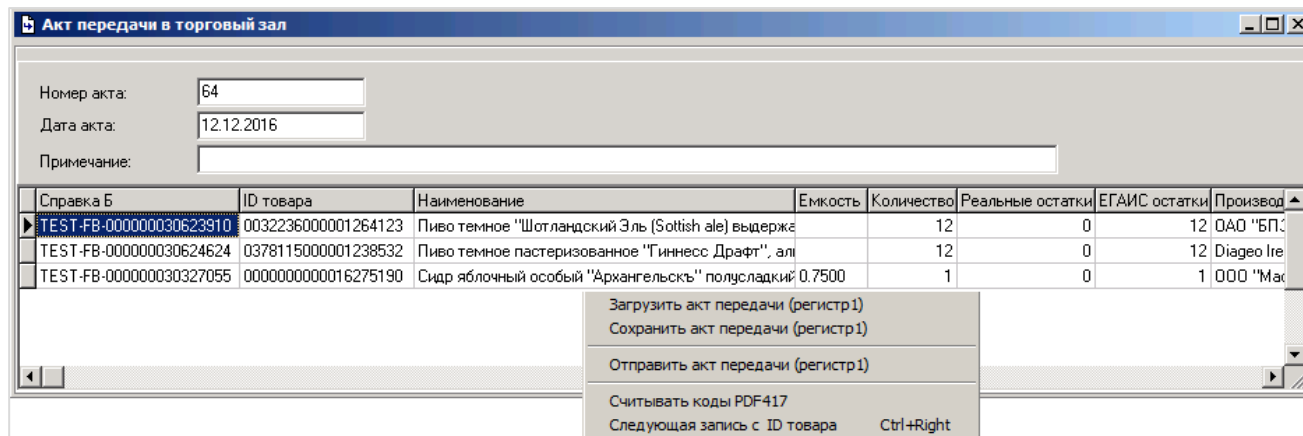 Акт передачи в торговый зал
Номер акта: 64
Дата акта: 12.12.2016
Примечание:
Справка Б ID товара Наименование Емкость Количество Реальные остатки ЕГАИС остатки Производ
TEST-FB-000000030623910 0032236000001264123 Пиво темное "Шотландский Эль (Sottish ale) выдержа 12 0 12 ОАО "БПЗ
TEST-FB-000000030624624 0378115000001238532 Пиво темное пастеризованное "Гиннесс Драфт", ал 12 0 12 Diageo Ire
TEST-FB-000000030327055 0000000000016275190 Сидр яблочный особый "Архангельскъ" полусладкий 0.7500 1 0 1 ООО "Мас
Загрузить акт передачи (регистр1)
Сохранить акт передачи (регистр1)
Отправить акт передачи (регистр1)
Считывать коды PDF417
Следующая запись с ID товара Ctrl+Right